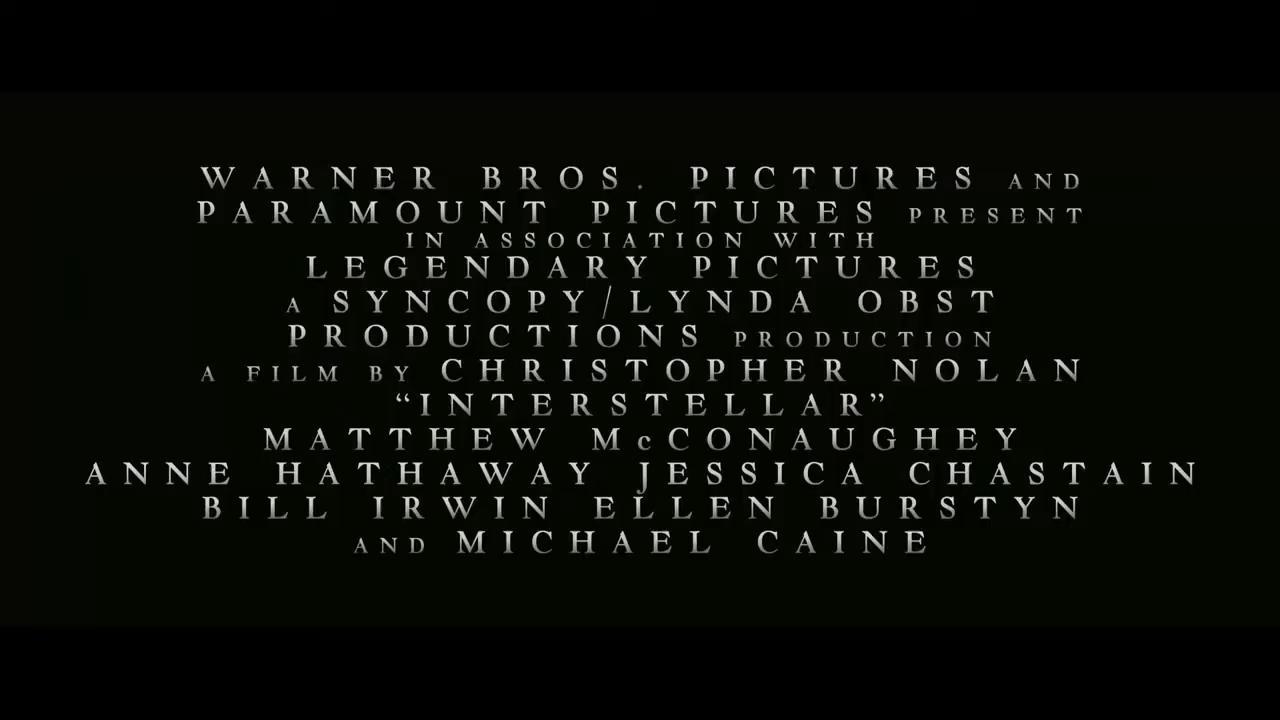 WARNER BROS. PICTURES AND
PARAMOUNT PICTURES PRESENT
IN ASSOCIATION WITH
LEGENDARY PICTURES
A SYNCOPY/LYNDA OBST
PRODUCTIONS PRODUCTION
A FILM BY CHRISTOPHER NOLAN
“INTERSTELLAR”
MATTHEW McCONAUGHEY
ANNE HATHAWAY JESSICA CHASTAIN
BILL IRWIN ELLEN BURSTYN
AND MICHAEL CAINE